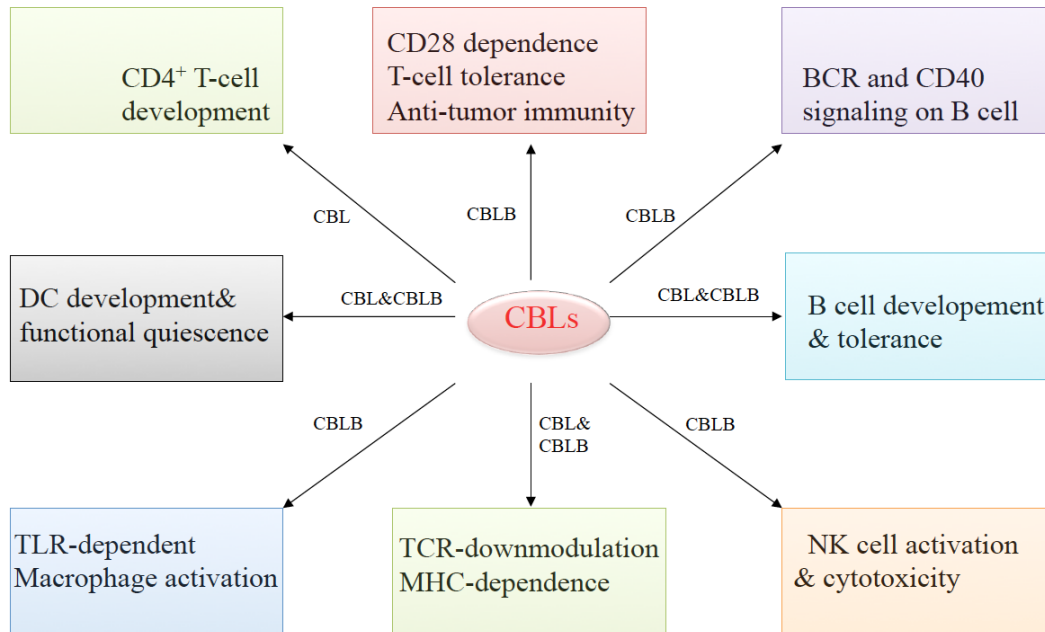 CD4⁺ T-cell
development
CD28 dependence
T-cell tolerance
Anti-tumor immunity
BCR and CD40
signaling on B cell
CBL
CBLB
CBLB
DC development&
functional quiescence
CBL&CBLB
CBLs
CBL&CBLB
B cell developement
& tolerance
CBLB
CBL&
CBLB
CBLB
TLR-dependent
Macrophage activation
TCR-downmodulation
MHC-dependence
NK cell activation
& cytotoxicity